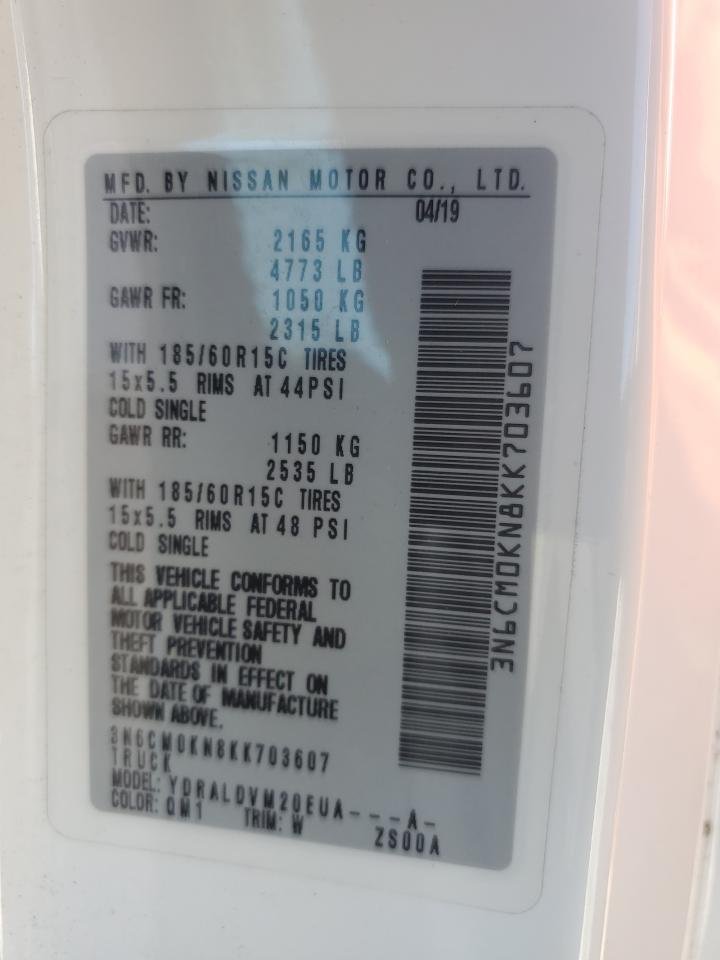 MFD. BY NISSAN MOTOR CO., LTD.
DATE: 04/19
GVWR: 2165 KG
4773 LB
GAWR FR: 1050 KG
2315 LB
WITH 185/60R15C TIRES
15x5.5 RIMS AT 44PSI
COLD SINGLE
GAWR RR: 1150 KG
2535 LB
WITH 185/60R15C TIRES
15x5.5 RIMS AT 48 PSI
COLD SINGLE
THIS VEHICLE CONFORMS TO
ALL APPLICABLE FEDERAL
MOTOR VEHICLE SAFETY AND
THEFT PREVENTION
STANDARDS IN EFFECT ON
THE DATE OF MANUFACTURE
SHOWN ABOVE.
3N6CM0KN8KK703607
TRUCK
MODEL: YDRALDVM20EUA---A-
COLOR: QM1 TRIM: W ZS00A
3N6CM0KN8KK703607